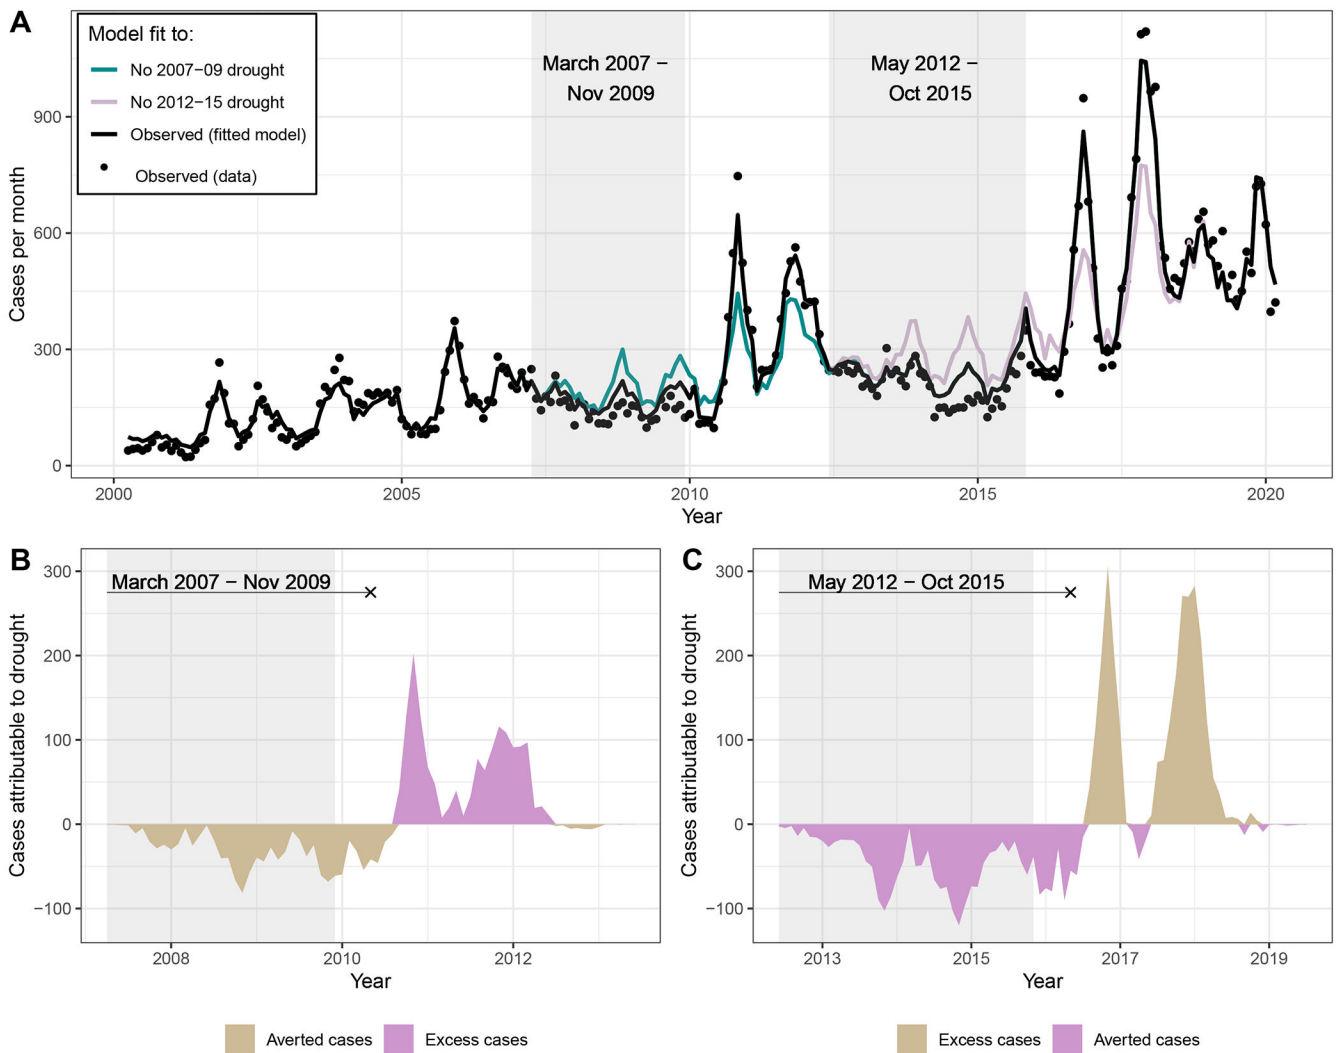 A
Model fit to:
No 2007−09 drought
No 2012−15 drought
Observed (fitted model)
Observed (data)
March 2007 −
Nov 2009
May 2012 −
Oct 2015
Cases per month
900
600
300
0
2000
2005
2010
2015
2020
Year
B
March 2007 − Nov 2009
Cases attributable to drought
300
200
100
0
−100
2008
2010
2012
Year
Averted cases
Excess cases
C
May 2012 − Oct 2015
Cases attributable to drought
300
200
100
0
−100
2013
2015
2017
2019
Year
Excess cases
Averted cases